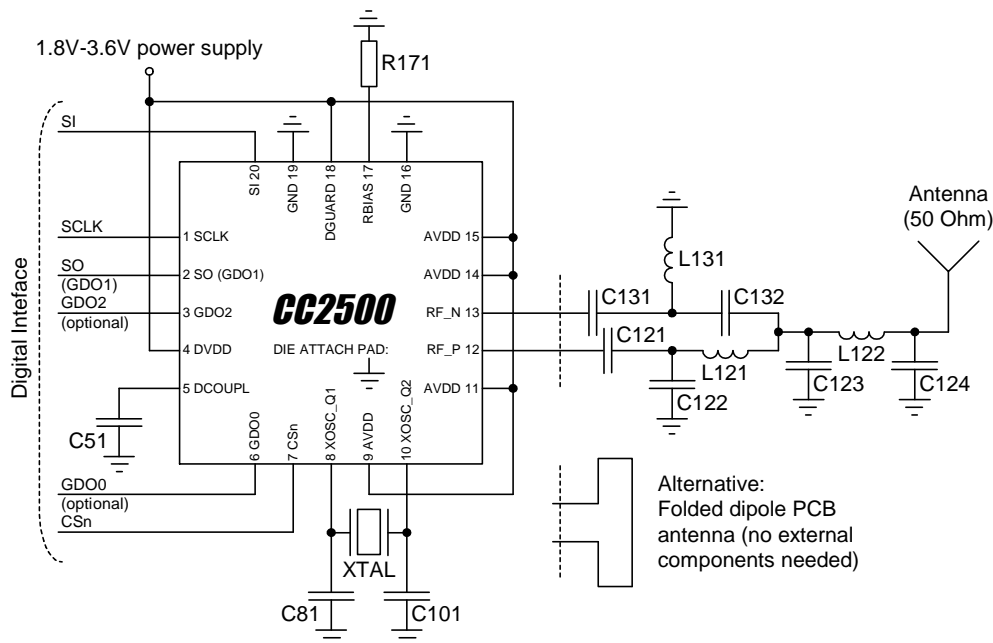 1.8V-3.6V power supply
R171
SI
SI 20
GND 19
DGUARD 18
RBIAS 17
GND 16
Antenna
(50 Ohm)
SCLK
1 SCLK
AVDD 15
L131
SO
(GDO1)
2 SO (GDO1)
AVDD 14
C131
C132
GDO2
(optional)
3 GDO2
CC2500
RF_N 13
C121
4 DVDD
DIE ATTACH PAD:
RF_P 12
L121
L122
C123
C124
Digital Inteface
5 DCOUPL
AVDD 11
C122
C51
6 GDO0
7 CSn
8 XOSC_Q1
9 AVDD
10 XOSC_Q2
GDO0
(optional)
CSn
XTAL
C81
C101
Alternative:
Folded dipole PCB
antenna (no external
components needed)